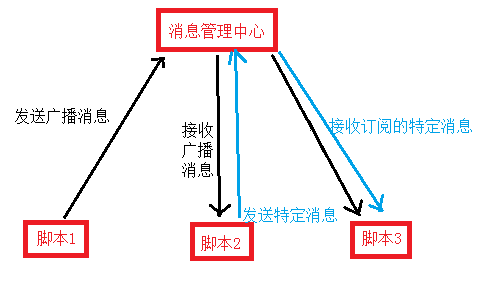 消息管理中心
发送广播消息
接收
广播
消息
接收订阅的特定消息
发送特定消息
脚本1
脚本2
脚本3